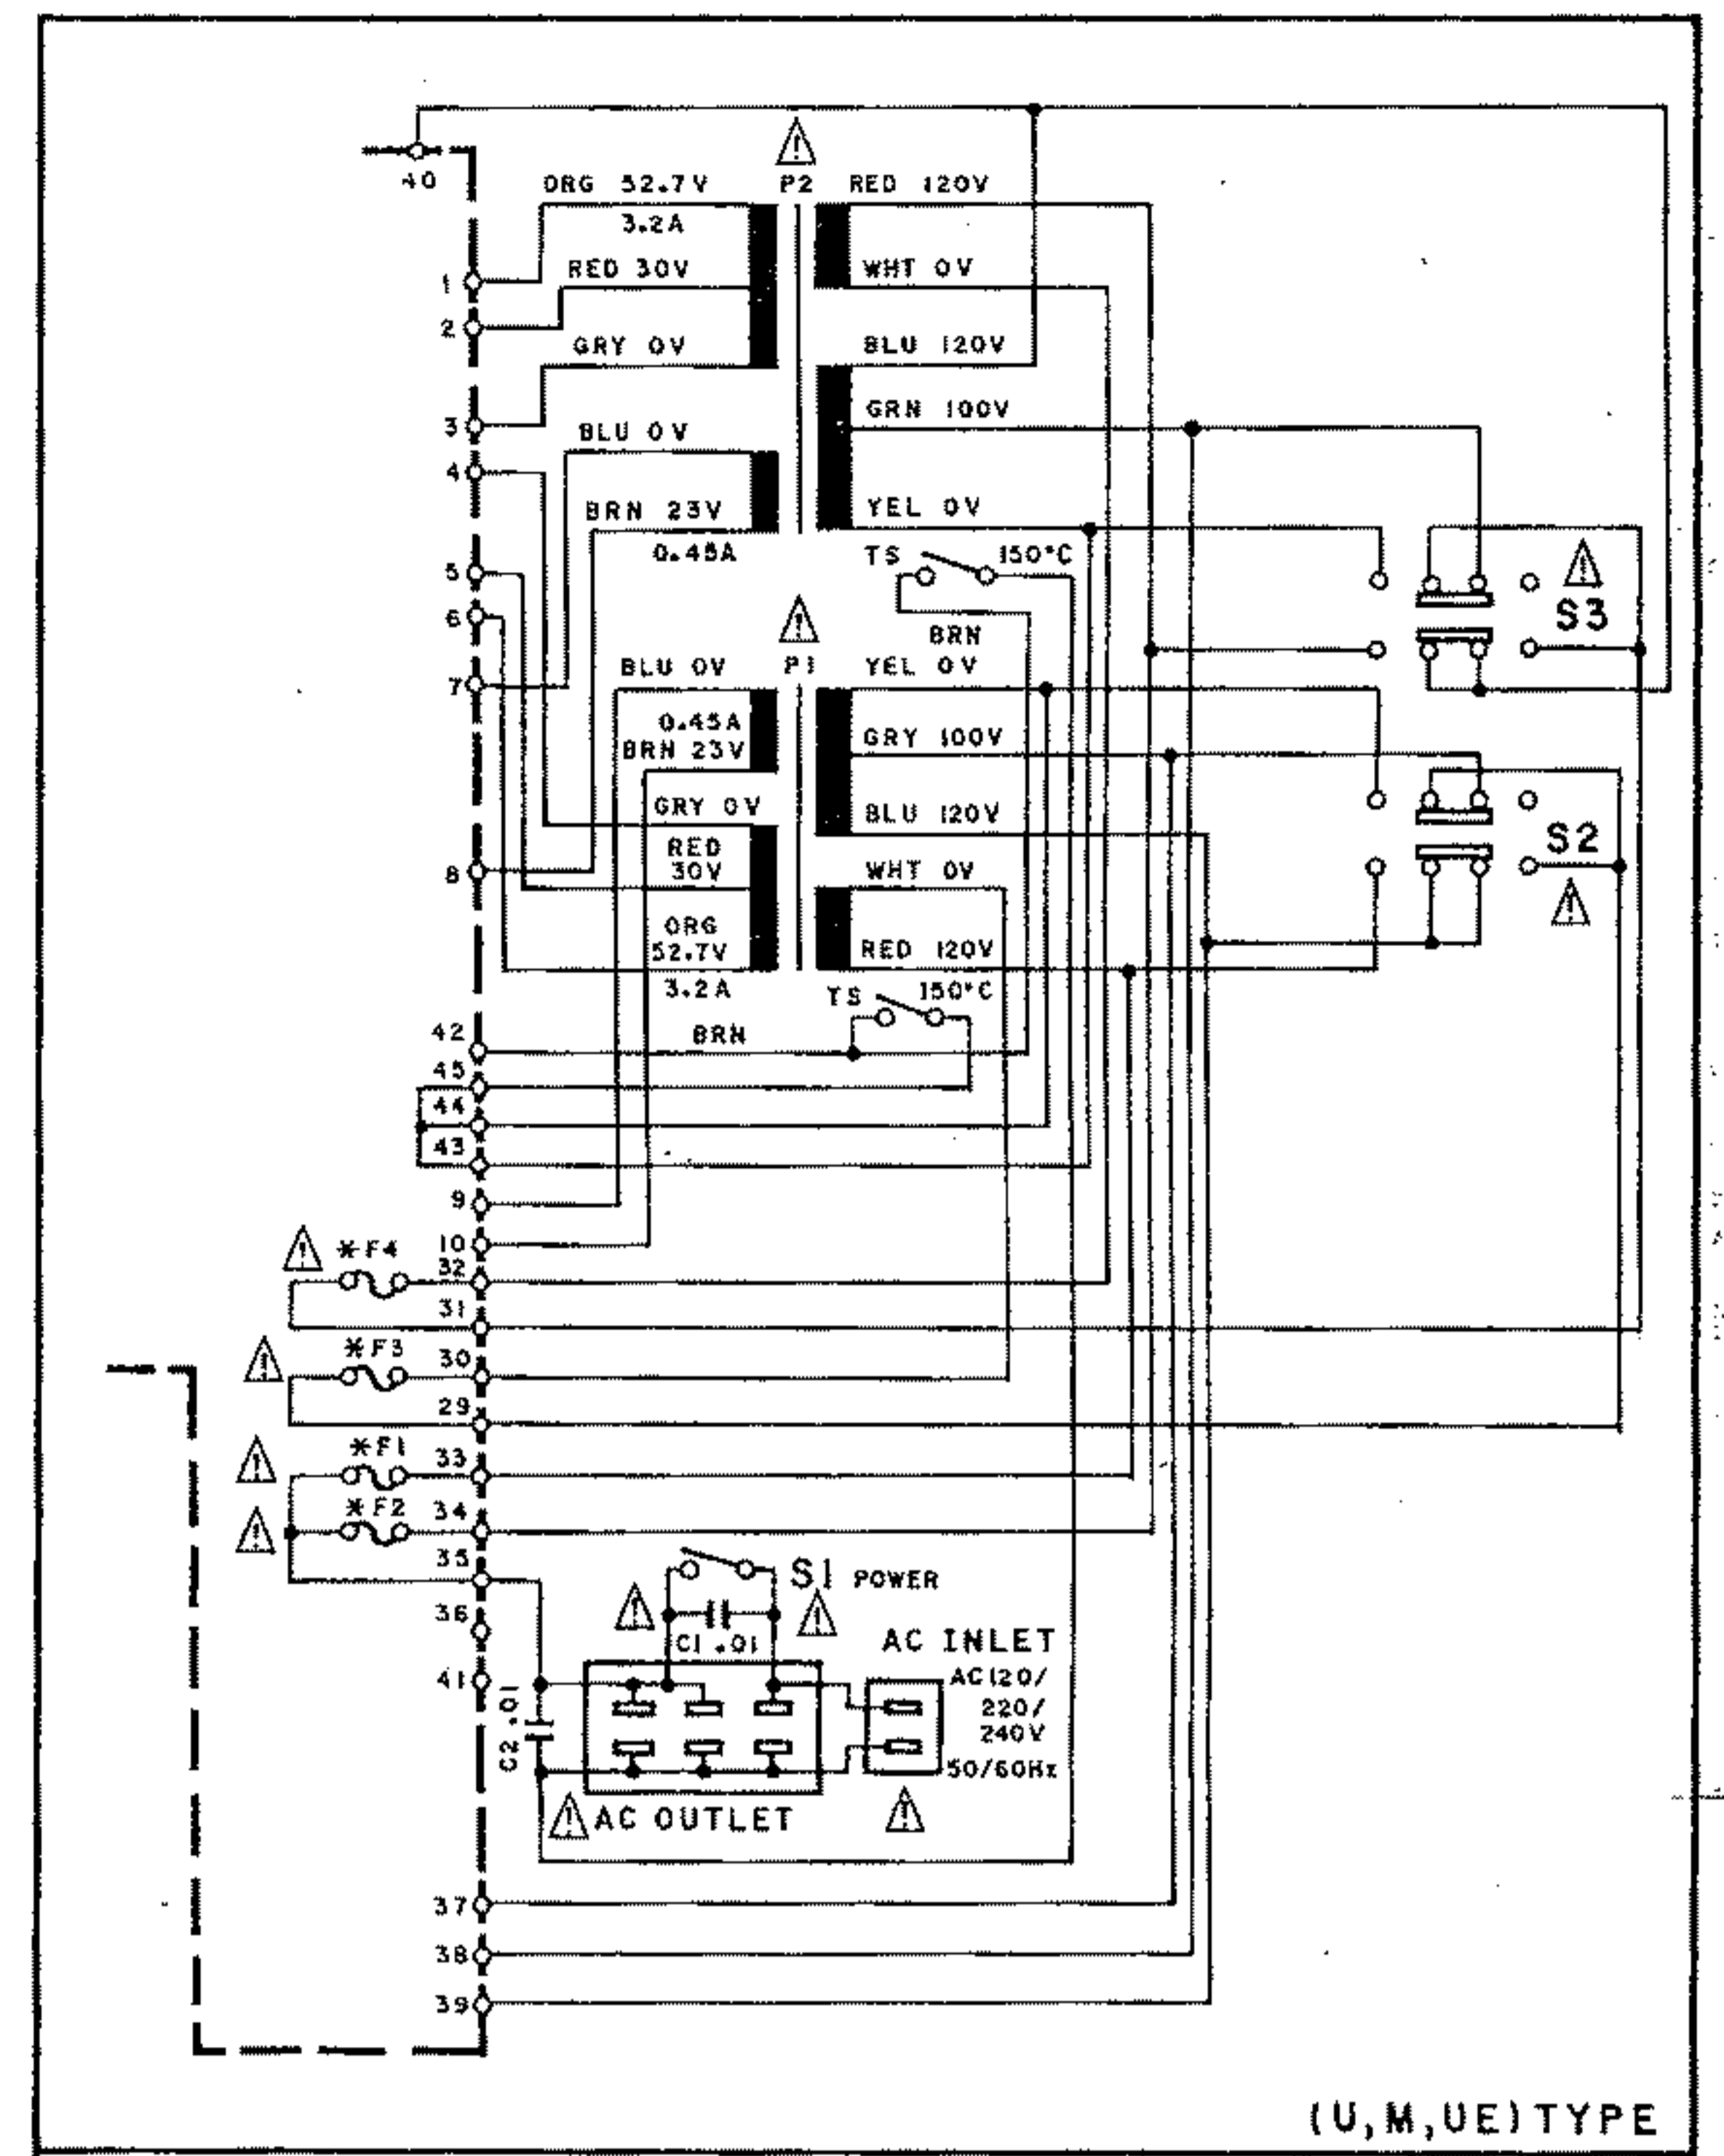 40
ORG 52.7V
P2
RED 120V
3.2A
1
RED 30V
WHT 0V
2
GRY 0V
BLU 120V
3
BLU 0V
GRN 100V
4
BRN 23V
YEL 0V
0.45A
TS
150°C
5
S3
6
BRN
BLU 0V
P1
YEL 0V
7
0.45A
BRN 23V
GRY 100V
GRY 0V
BLU 120V
S2
RED
30V
WHT 0V
8
ORG
52.7V
RED 120V
3.2A
TS
150°C
42
BRN
45
44
43
9
10
*F4
32
31
*F3
30
29
*F1
33
*F2
34
35
S1 POWER
36
C1 .01
AC INLET
41
AC120/
220/
240V
C2 .01
50/60Hz
AC OUTLET
37
38
39
(U,M,UE)TYPE